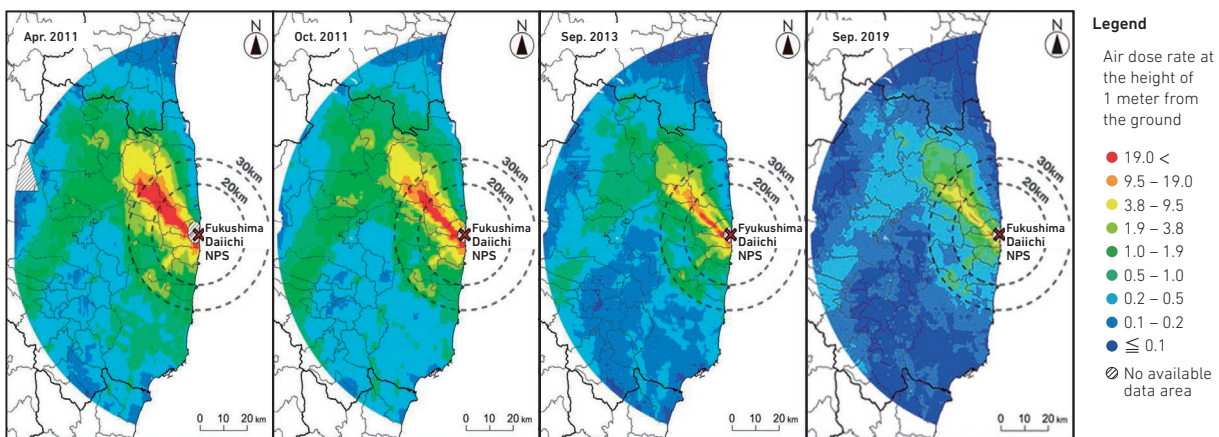 Apr. 2011
N
30km
20km
Fukushima
Daiichi
NPS
0 10 20 km
Oct. 2011
N
30km
20km
Fukushima
Daiichi
NPS
0 10 20 km
Sep. 2013
N
30km
20km
Fyukushima
Daiichi
NPS
0 10 20 km
Sep. 2019
N
30km
20km
Fukushima
Daiichi
NPS
0 10 20 km
Legend
Air dose rate at
the height of
1 meter from
the ground
19.0 <
9.5 – 19.0
3.8 – 9.5
1.9 – 3.8
1.0 – 1.9
0.5 – 1.0
0.2 – 0.5
0.1 – 0.2
≦ 0.1
No available
data area